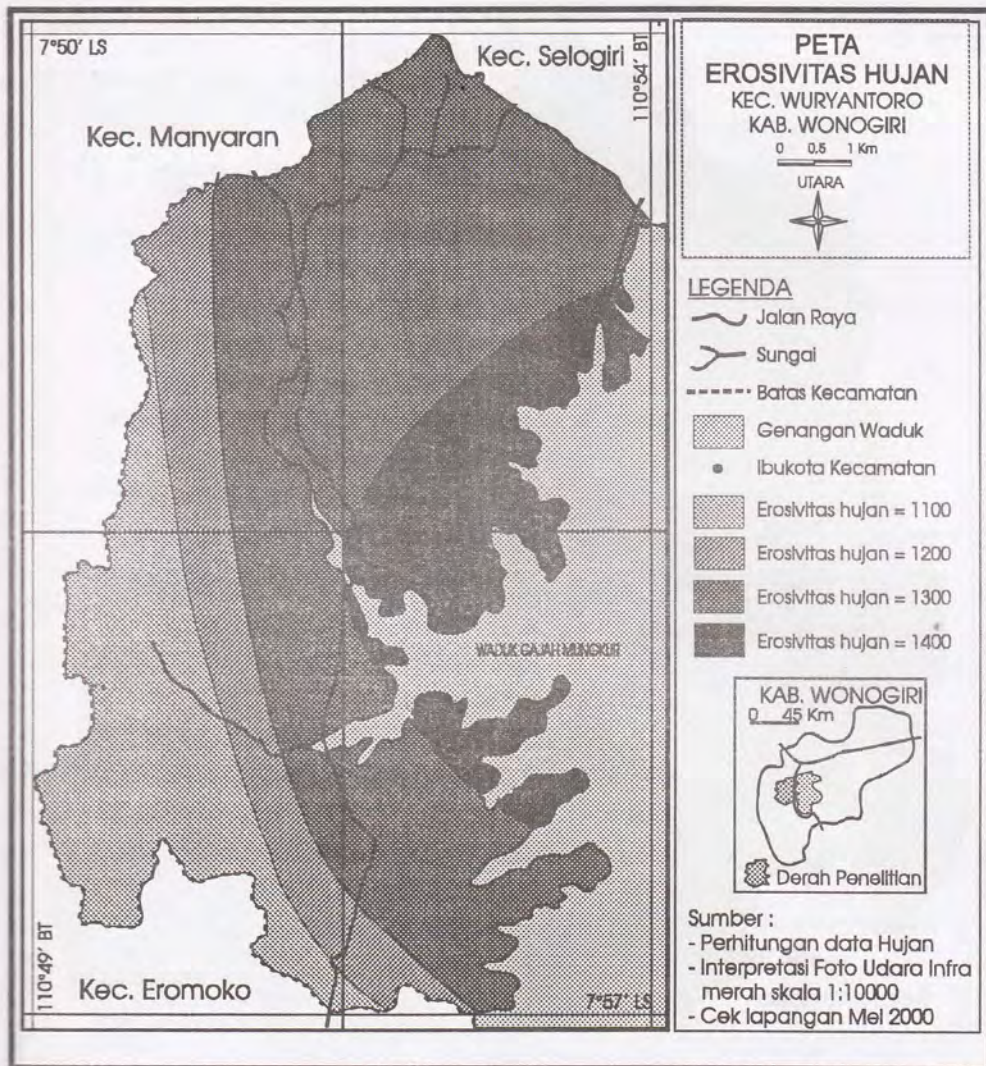 7°50' LS
Kec. Selogiri
110°54' BT
Kec. Manyaran
WADUK GAJAH MUNGKUR
110°49' BT
Kec. Eromoko
7°57' LS
PETA
EROSIVITAS HUJAN
KEC. WURYANTORO
KAB. WONOGIRI
0 0,5 1 Km
UTARA
LEGENDA
Jalan Raya
Sungai
Batas Kecamatan
Genangan Waduk
Ibukota Kecamatan
Erosivitas hujan = 1100
Erosivitas hujan = 1200
Erosivitas hujan = 1300
Erosivitas hujan = 1400
KAB. WONOGIRI
0 45 Km
Derah Penelitian
Sumber :
- Perhitungan data Hujan
- Interpretasi Foto Udara Infra
merah skala 1:10000
- Cek lapangan Mei 2000